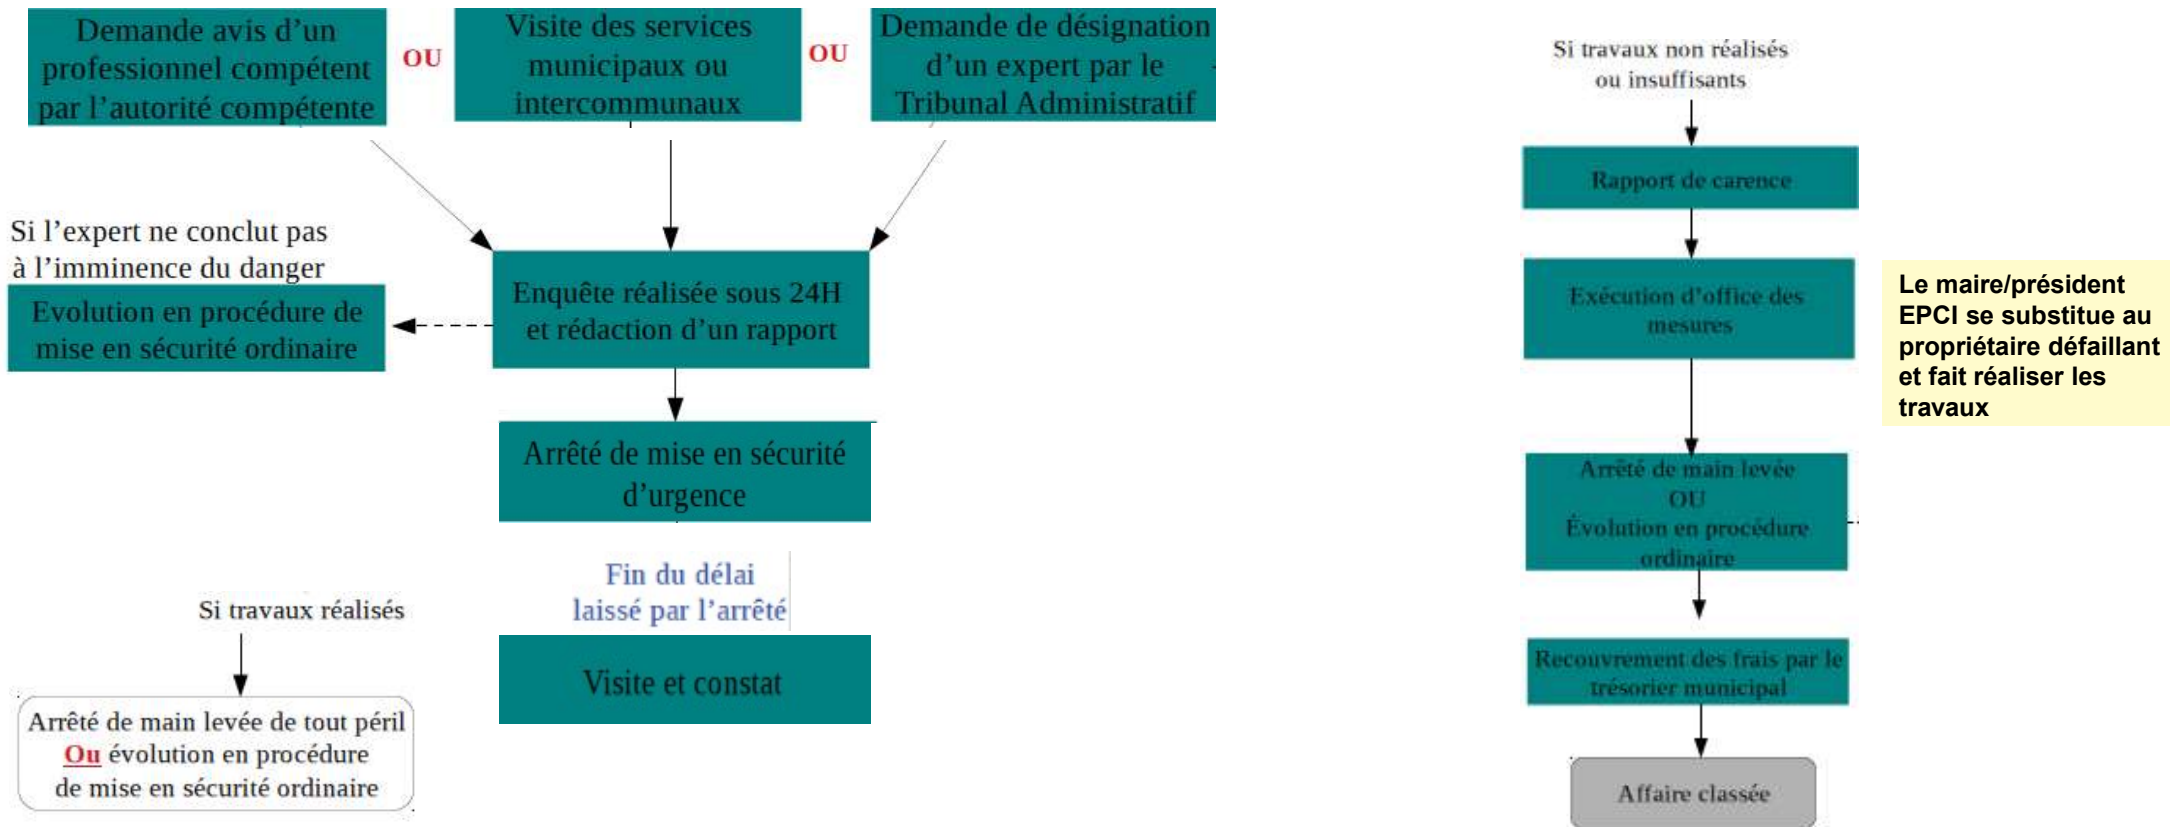 Demande avis d’un
professionnel compétent
par l’autorité compétente
OU
Visite des services
municipaux ou
intercommunaux
OU
Demande de désignation
d’un expert par le
Tribunal Administratif
Si l’expert ne conclut pas
à l’imminence du danger
Evolution en procédure de
mise en sécurité ordinaire
Enquête réalisée sous 24H
et rédaction d’un rapport
Arrêté de mise en sécurité
d’urgence
Fin du délai
laissé par l’arrêté
Visite et constat
Si travaux réalisés
Arrêté de main levée de tout péril
Ou évolution en procédure
de mise en sécurité ordinaire
Si travaux non réalisés
ou insuffisants
Rapport de carence
Exécution d’office des
mesures
Le maire/président
EPCI se substitue au
propriétaire défaillant
et fait réaliser les
travaux
Arrêté de main levée
OU
Évolution en procédure
ordinaire
Recouvrement des frais par le
trésorier municipal
Affaire classée